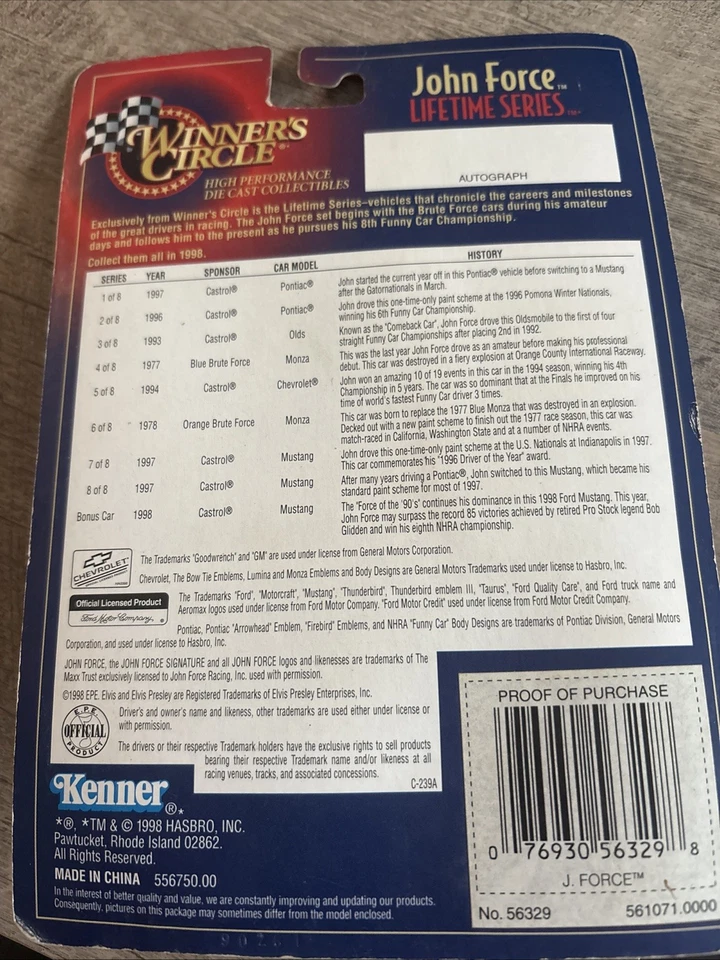 John Force™
LIFETIME SERIES™
WINNER'S
CIRCLE®
HIGH PERFORMANCE
DIE CAST COLLECTIBLES
AUTOGRAPH
Exclusively from Winner's Circle is the Lifetime Series–vehicles that chronicle the careers and milestones
of the great drivers in racing. The John Force set begins with the Brute Force cars during his amateur
days and follows him to the present as he pursues his 8th Funny Car Championship.
Collect them all in 1998.
SERIES YEAR SPONSOR CAR MODEL HISTORY
1 of 8 1997 Castrol® Pontiac® John started the current year off in this Pontiac® vehicle before switching to a Mustang
after the Gatornationals in March.
2 of 8 1996 Castrol® Pontiac® John drove this one-time-only paint scheme at the 1996 Pomona Winter Nationals,
winning his 6th Funny Car Championship.
3 of 8 1993 Castrol® Olds Known as the "Comeback Car", John Force drove this Oldsmobile to the first of four
straight Funny Car Championships after placing 2nd in 1992.
4 of 8 1977 Blue Brute Force Monza This was the last year John Force drove as an amateur before making his professional
debut. This car was destroyed in a fiery explosion at Orange County International Raceway.
5 of 8 1994 Castrol® Chevrolet® John won an amazing 10 of 19 events in this car in the 1994 season, winning his 4th
Championship in 5 years. The car was so dominant that at the Finals he improved on his
time of world's fastest Funny Car driver 3 times.
6 of 8 1978 Orange Brute Force Monza This car was born to replace the 1977 Blue Monza that was destroyed in an explosion.
Decked out with a new paint scheme to finish out the 1977 race season, this car was
match-raced in California, Washington State and at a number of NHRA events.
7 of 8 1997 Castrol® Mustang John drove this one-time-only paint scheme at the U.S. Nationals at Indianapolis in 1997.
This car commemorates his "1996 Driver of the Year" award.
8 of 8 1997 Castrol® Mustang After many years driving a Pontiac®, John switched to this Mustang, which became his
standard paint scheme for most of 1997.
Bonus Car 1998 Castrol® Mustang The "Force of the '90's" continues his dominance in this 1998 Ford Mustang. This year,
John Force may surpass the record 85 victories achieved by retired Pro Stock legend Bob
Glidden and win his eighth NHRA championship.
CHEVROLET
The Trademarks "Goodwrench" and "GM" are used under license from General Motors Corporation.
Chevrolet, The Bow Tie Emblems, Lumina and Monza Emblems and Body Designs are General Motors Trademarks used under license to Hasbro, Inc.
Official Licensed Product
Ford Motor Company. ®
The Trademarks "Ford", "Motorcraft", "Mustang", "Thunderbird", Thunderbird emblem III, "Taurus", "Ford Quality Care", and Ford truck name and
Aeromax logos used under license from Ford Motor Company. "Ford Motor Credit" used under license from Ford Motor Credit Company.
Pontiac, Pontiac "Arrowhead" Emblem, "Firebird" Emblems, and NHRA "Funny Car" Body Designs are trademarks of Pontiac Division, General Motors
Corporation, and used under license to Hasbro, Inc.
JOHN FORCE, the JOHN FORCE SIGNATURE and all JOHN FORCE logos and likenesses are trademarks of The
Maxx Trust exclusively licensed to John Force Racing, Inc. used with permission.
©1998 EPE. Elvis and Elvis Presley are Registered Trademarks of Elvis Presley Enterprises, Inc.
E.P.E.
OFFICIAL
PRODUCT
Driver's and owner's name and likeness, other trademarks are used either under license or
with permission.
The drivers or their respective Trademark holders have the exclusive rights to sell products
bearing their respective Trademark name and/or likeness at all
racing venues, tracks, and associated concessions.
C-239A
Kenner®*
*®, *TM & © 1998 HASBRO, INC.
Pawtucket, Rhode Island 02862.
All Rights Reserved.
MADE IN CHINA 556750.00
In the interest of better quality and value, we are constantly improving and updating our products.
Consequently, pictures on this package may sometimes differ from the model enclosed.
PROOF OF PURCHASE
0 76930 56329 8
J. FORCE™
No. 56329 561071.0000